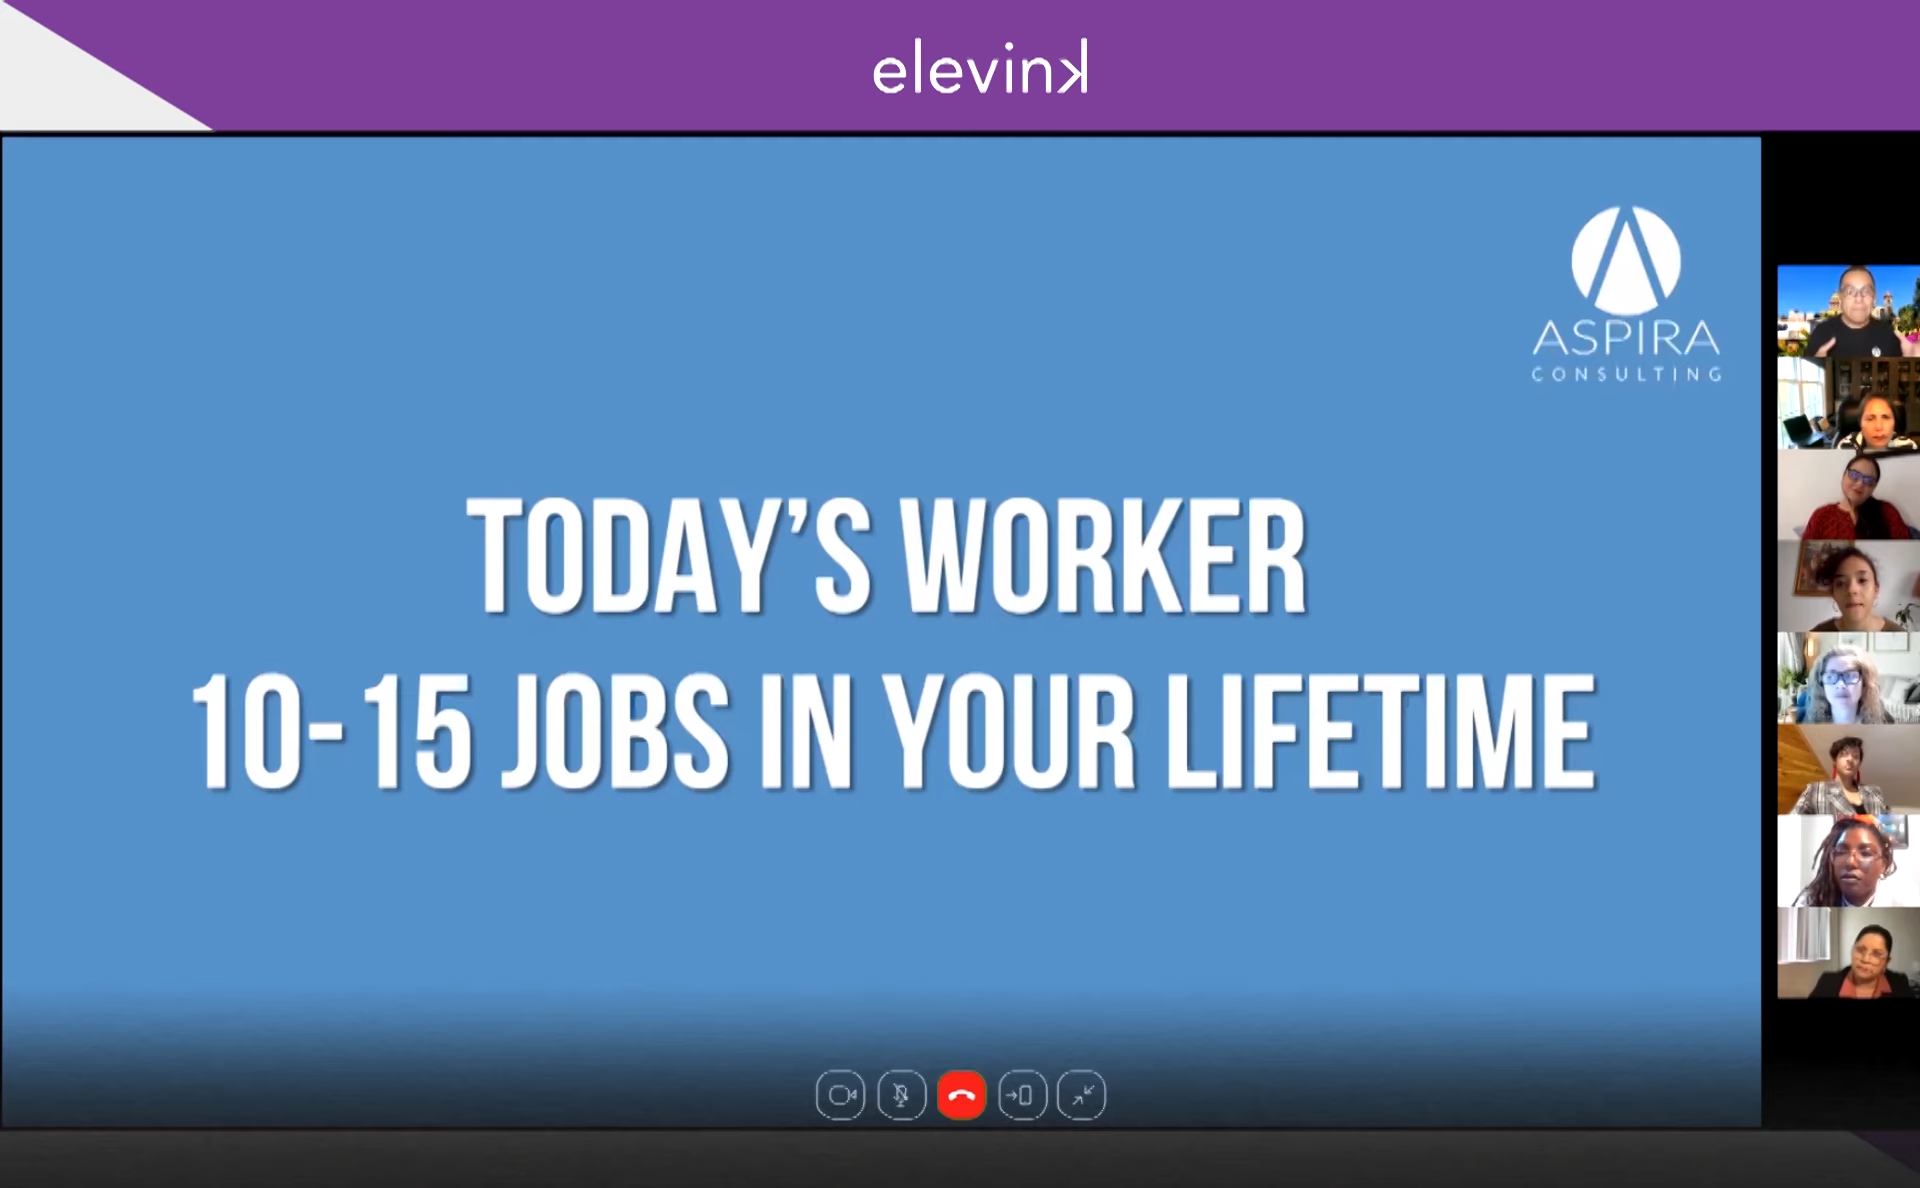 elevink
ASPIRA
CONSULTING
TODAY’S WORKER
10-15 JOBS IN YOUR LIFETIME